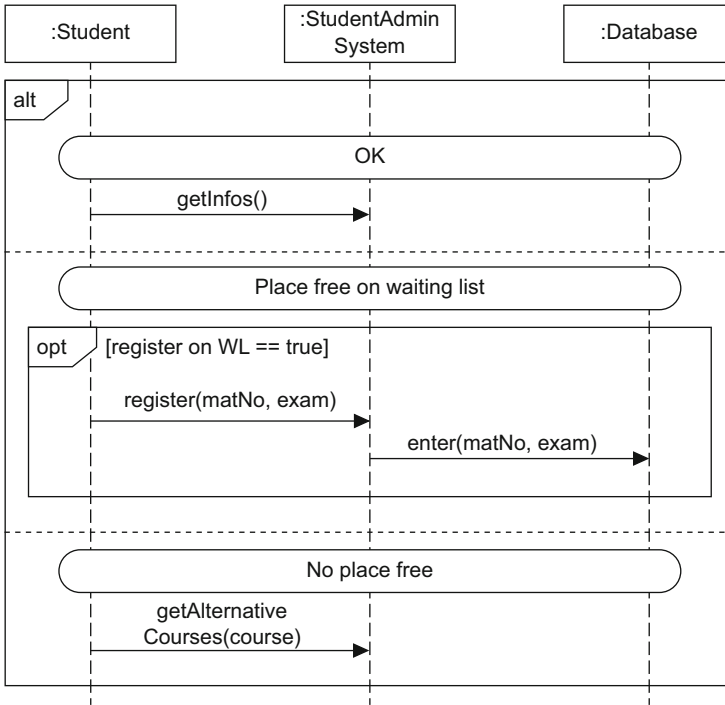 :Student
:StudentAdmin
System
:Database
alt
OK
getInfos()
Place free on waiting list
opt
[register on WL == true]
register(matNo, exam)
enter(matNo, exam)
No place free
getAlternative
Courses(course)